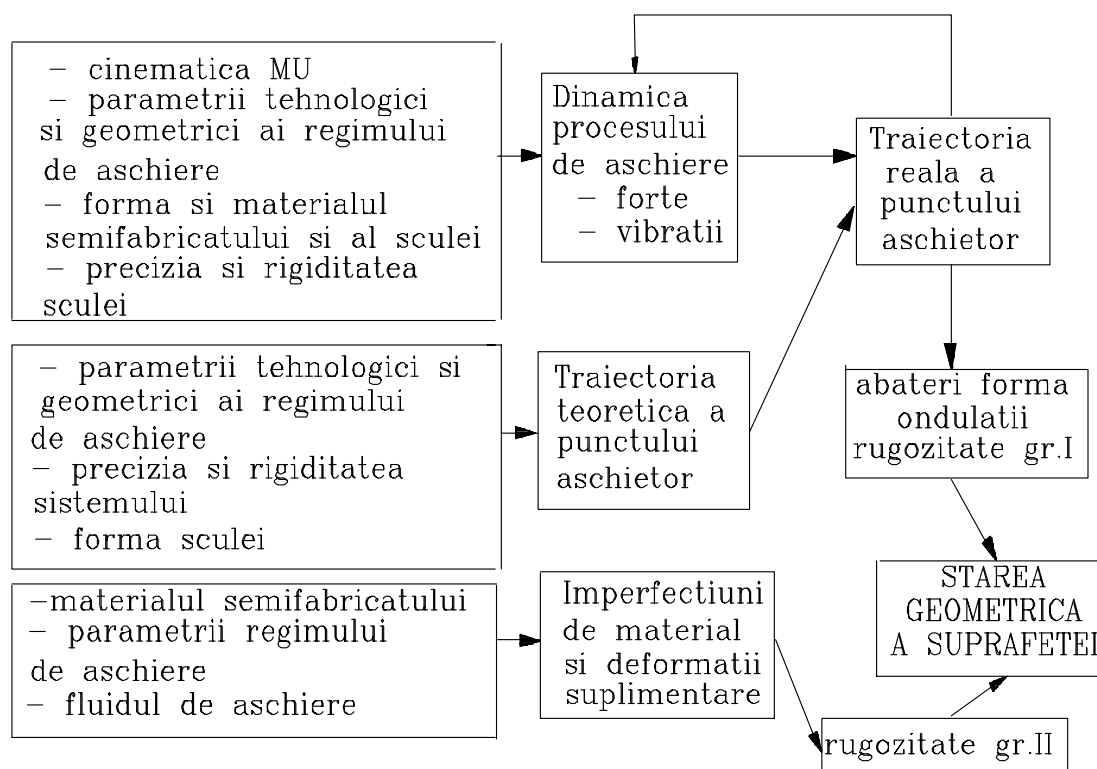 - cinematica MU
- parametrii tehnologici
si geometrici ai regimului
de aschiere
- forma si materialul
semifabricatului si al sculei
- precizia si rigiditatea
sculei
Dinamica
procesului
de aschiere
- forte
- vibratii
Traiectoria
reala a
punctului
aschietor
- parametrii tehnologici si
geometrici ai regimului
de aschiere
- precizia si rigiditatea
sistemului
- forma sculei
Traiectoria
teoretica a
punctului
aschietor
abateri forma
ondulatii
rugozitate gr.I
-materialul semifabricatului
- parametrii regimului
de aschiere
- fluidul de aschiere
Imperfectiuni
de material
si deformatii
suplimentare
STAREA
GEOMETRICA
A SUPRAFETEI
rugozitate gr.II